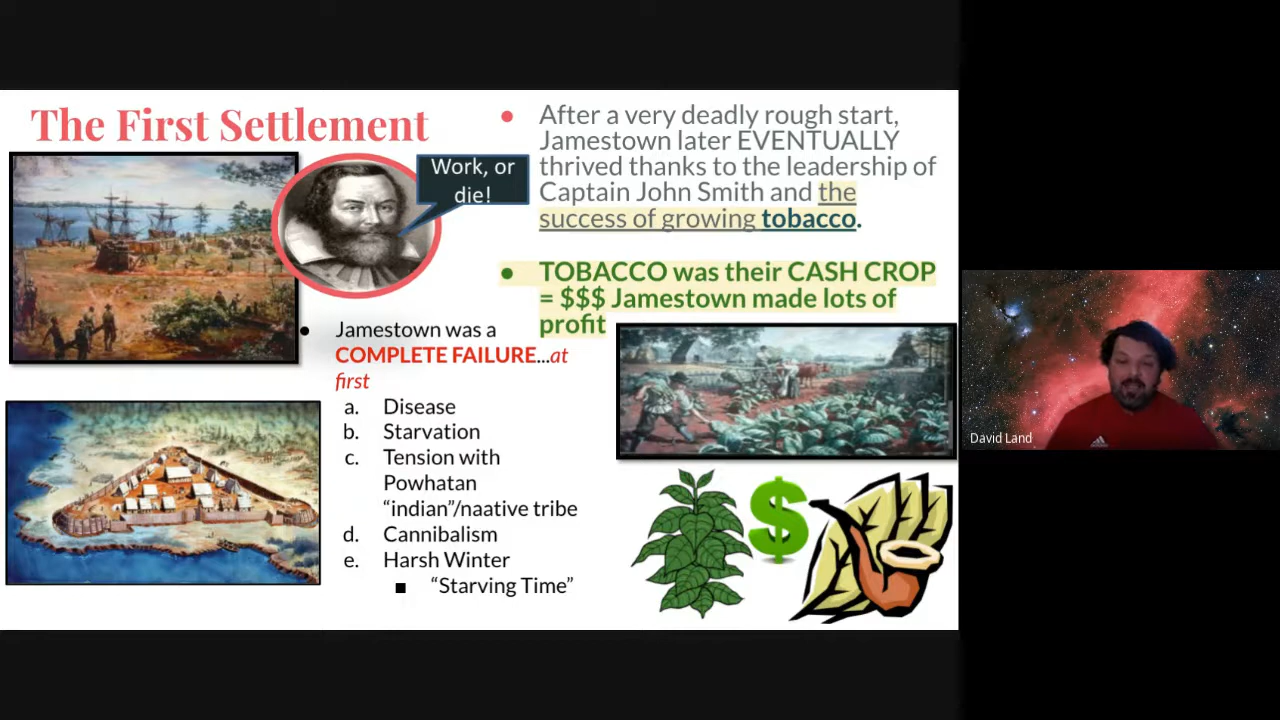 The First Settlement
Work, or
die!
• Jamestown was a
COMPLETE FAILURE...at
first
a. Disease
b. Starvation
c. Tension with
Powhatan
“indian”/naative tribe
d. Cannibalism
e. Harsh Winter
■ “Starving Time”
• After a very deadly rough start,
Jamestown later EVENTUALLY
thrived thanks to the leadership of
Captain John Smith and the
success of growing tobacco.
• TOBACCO was their CASH CROP
= $$$ Jamestown made lots of
profit
$
David Land